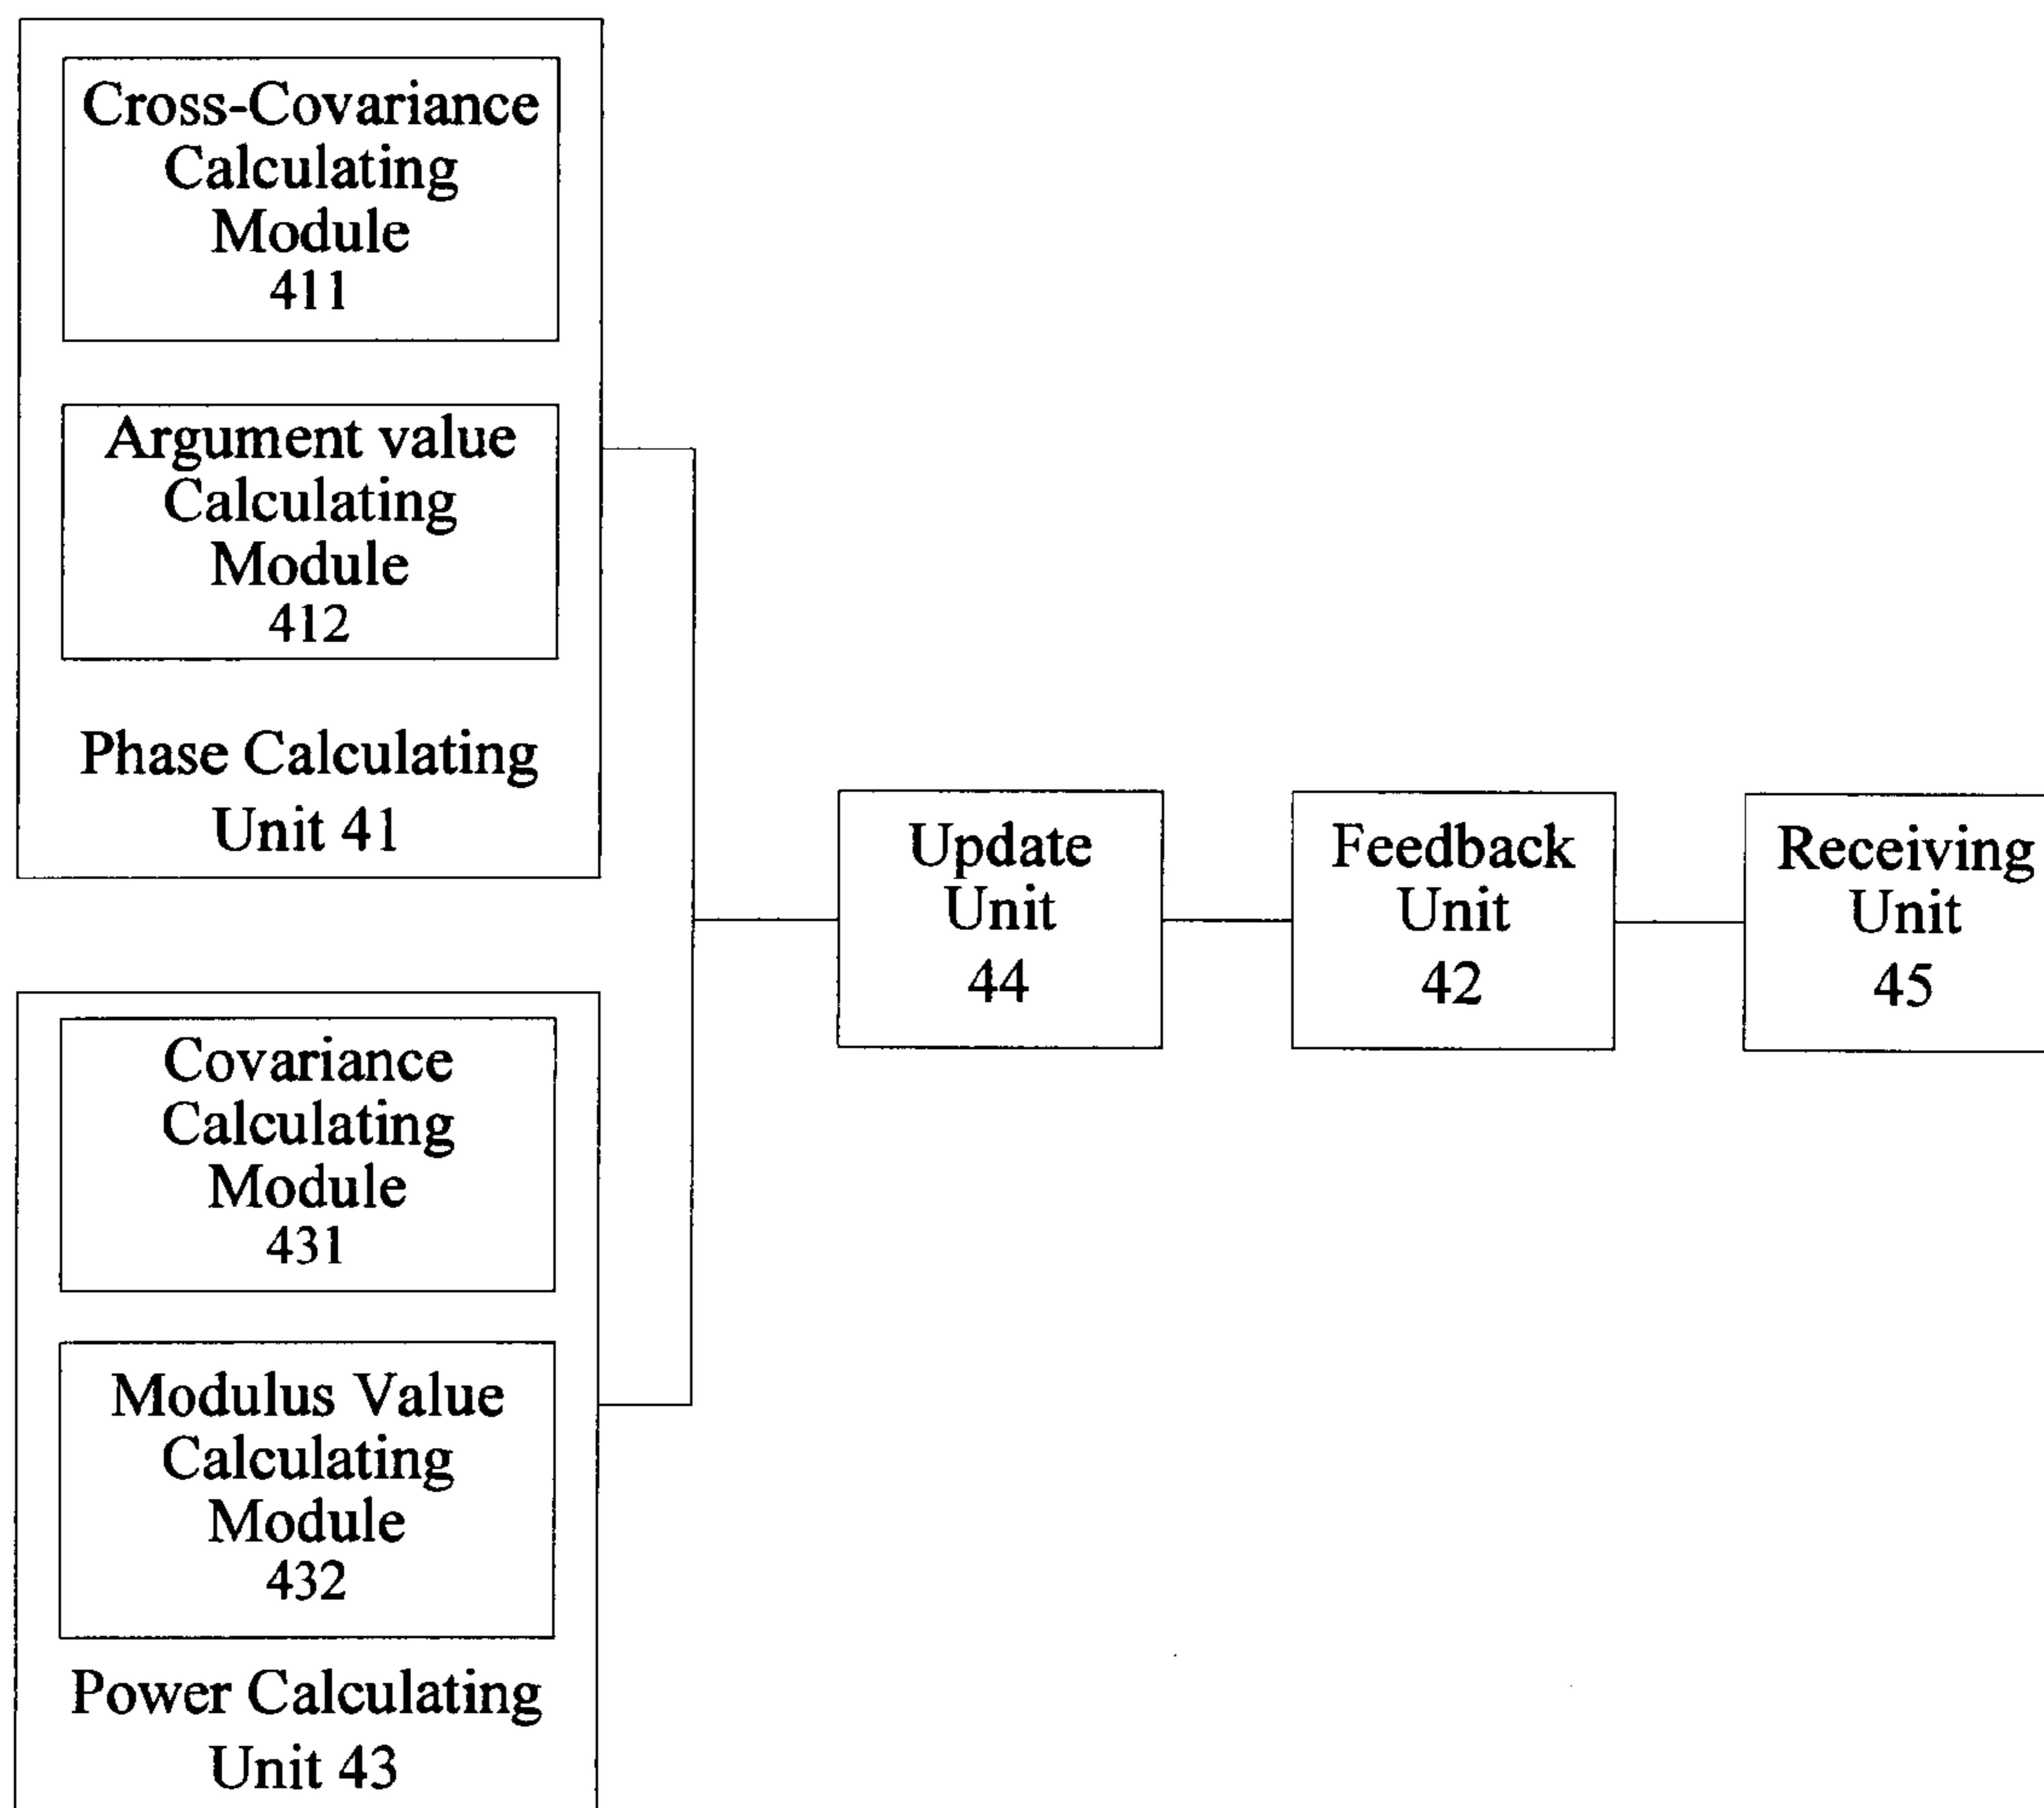 Cross-Covariance
Calculating
Module
411
Argument value
Calculating
Module
412
Phase Calculating
Unit 41
Covariance
Calculating
Module
431
Modulus Value
Calculating
Module
432
Power Calculating
Unit 43
Update
Unit
44
Feedback
Unit
42
Receiving
Unit
45